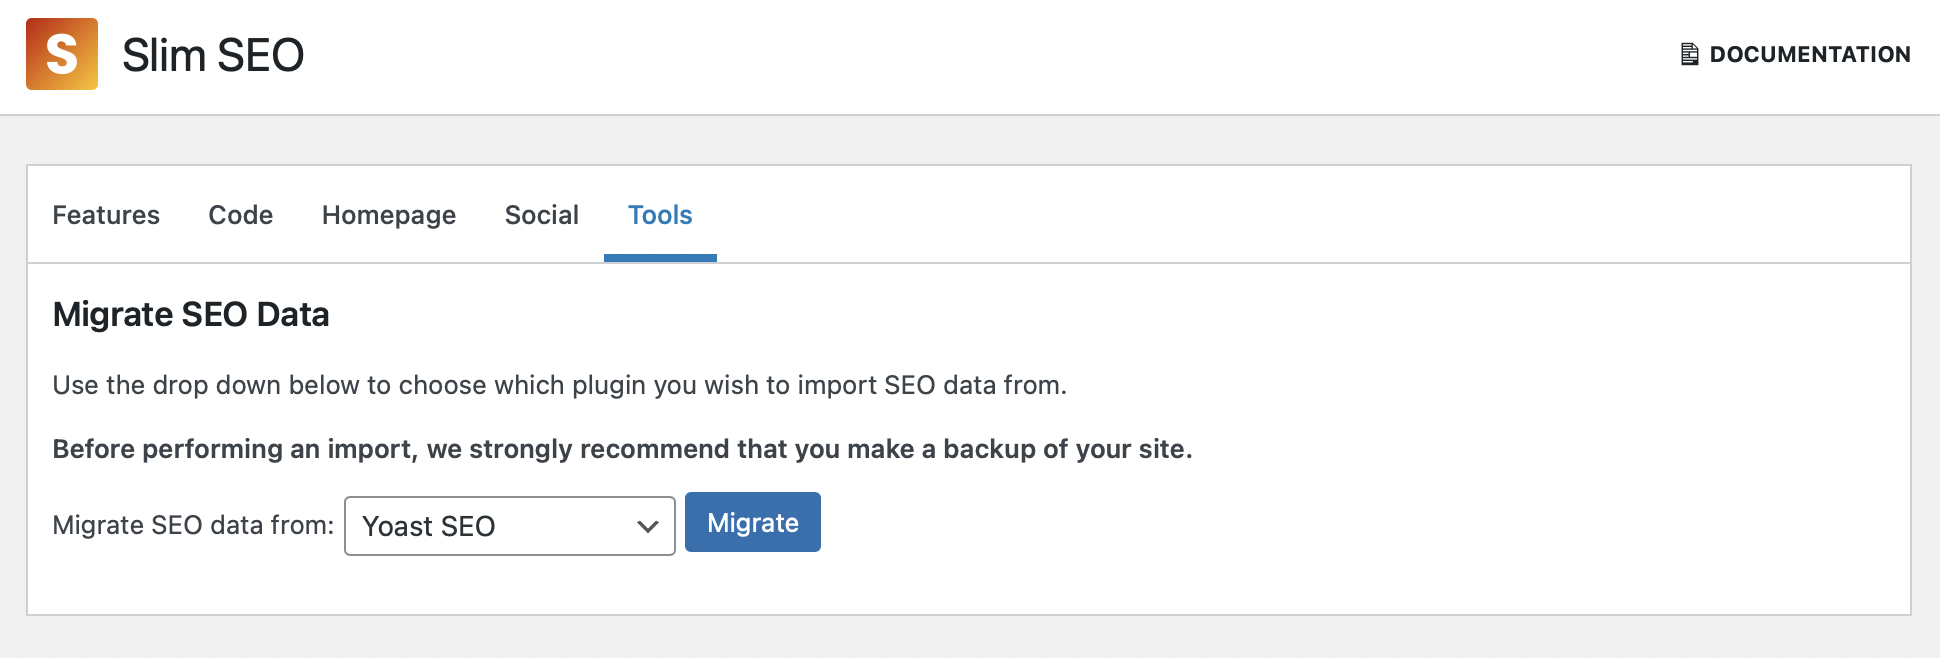 S
Slim SEO
DOCUMENTATION
Features Code Homepage Social Tools
Migrate SEO Data
Use the drop down below to choose which plugin you wish to import SEO data from.
Before performing an import, we strongly recommend that you make a backup of your site.
Migrate SEO data from: Yoast SEO Migrate